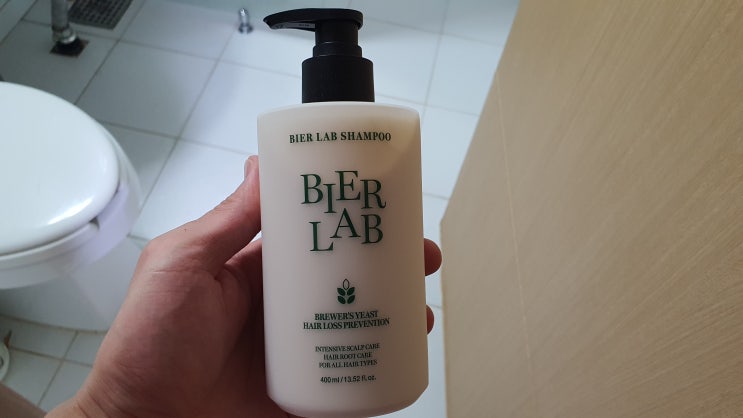 BIER LAB SHAMPOO
BIER
LAB
BREWER'S YEAST
HAIR LOSS PREVENTION
INTENSIVE SCALP CARE
HAIR ROOT CARE
FOR ALL HAIR TYPES
400 ml / 13.52 fl. oz.